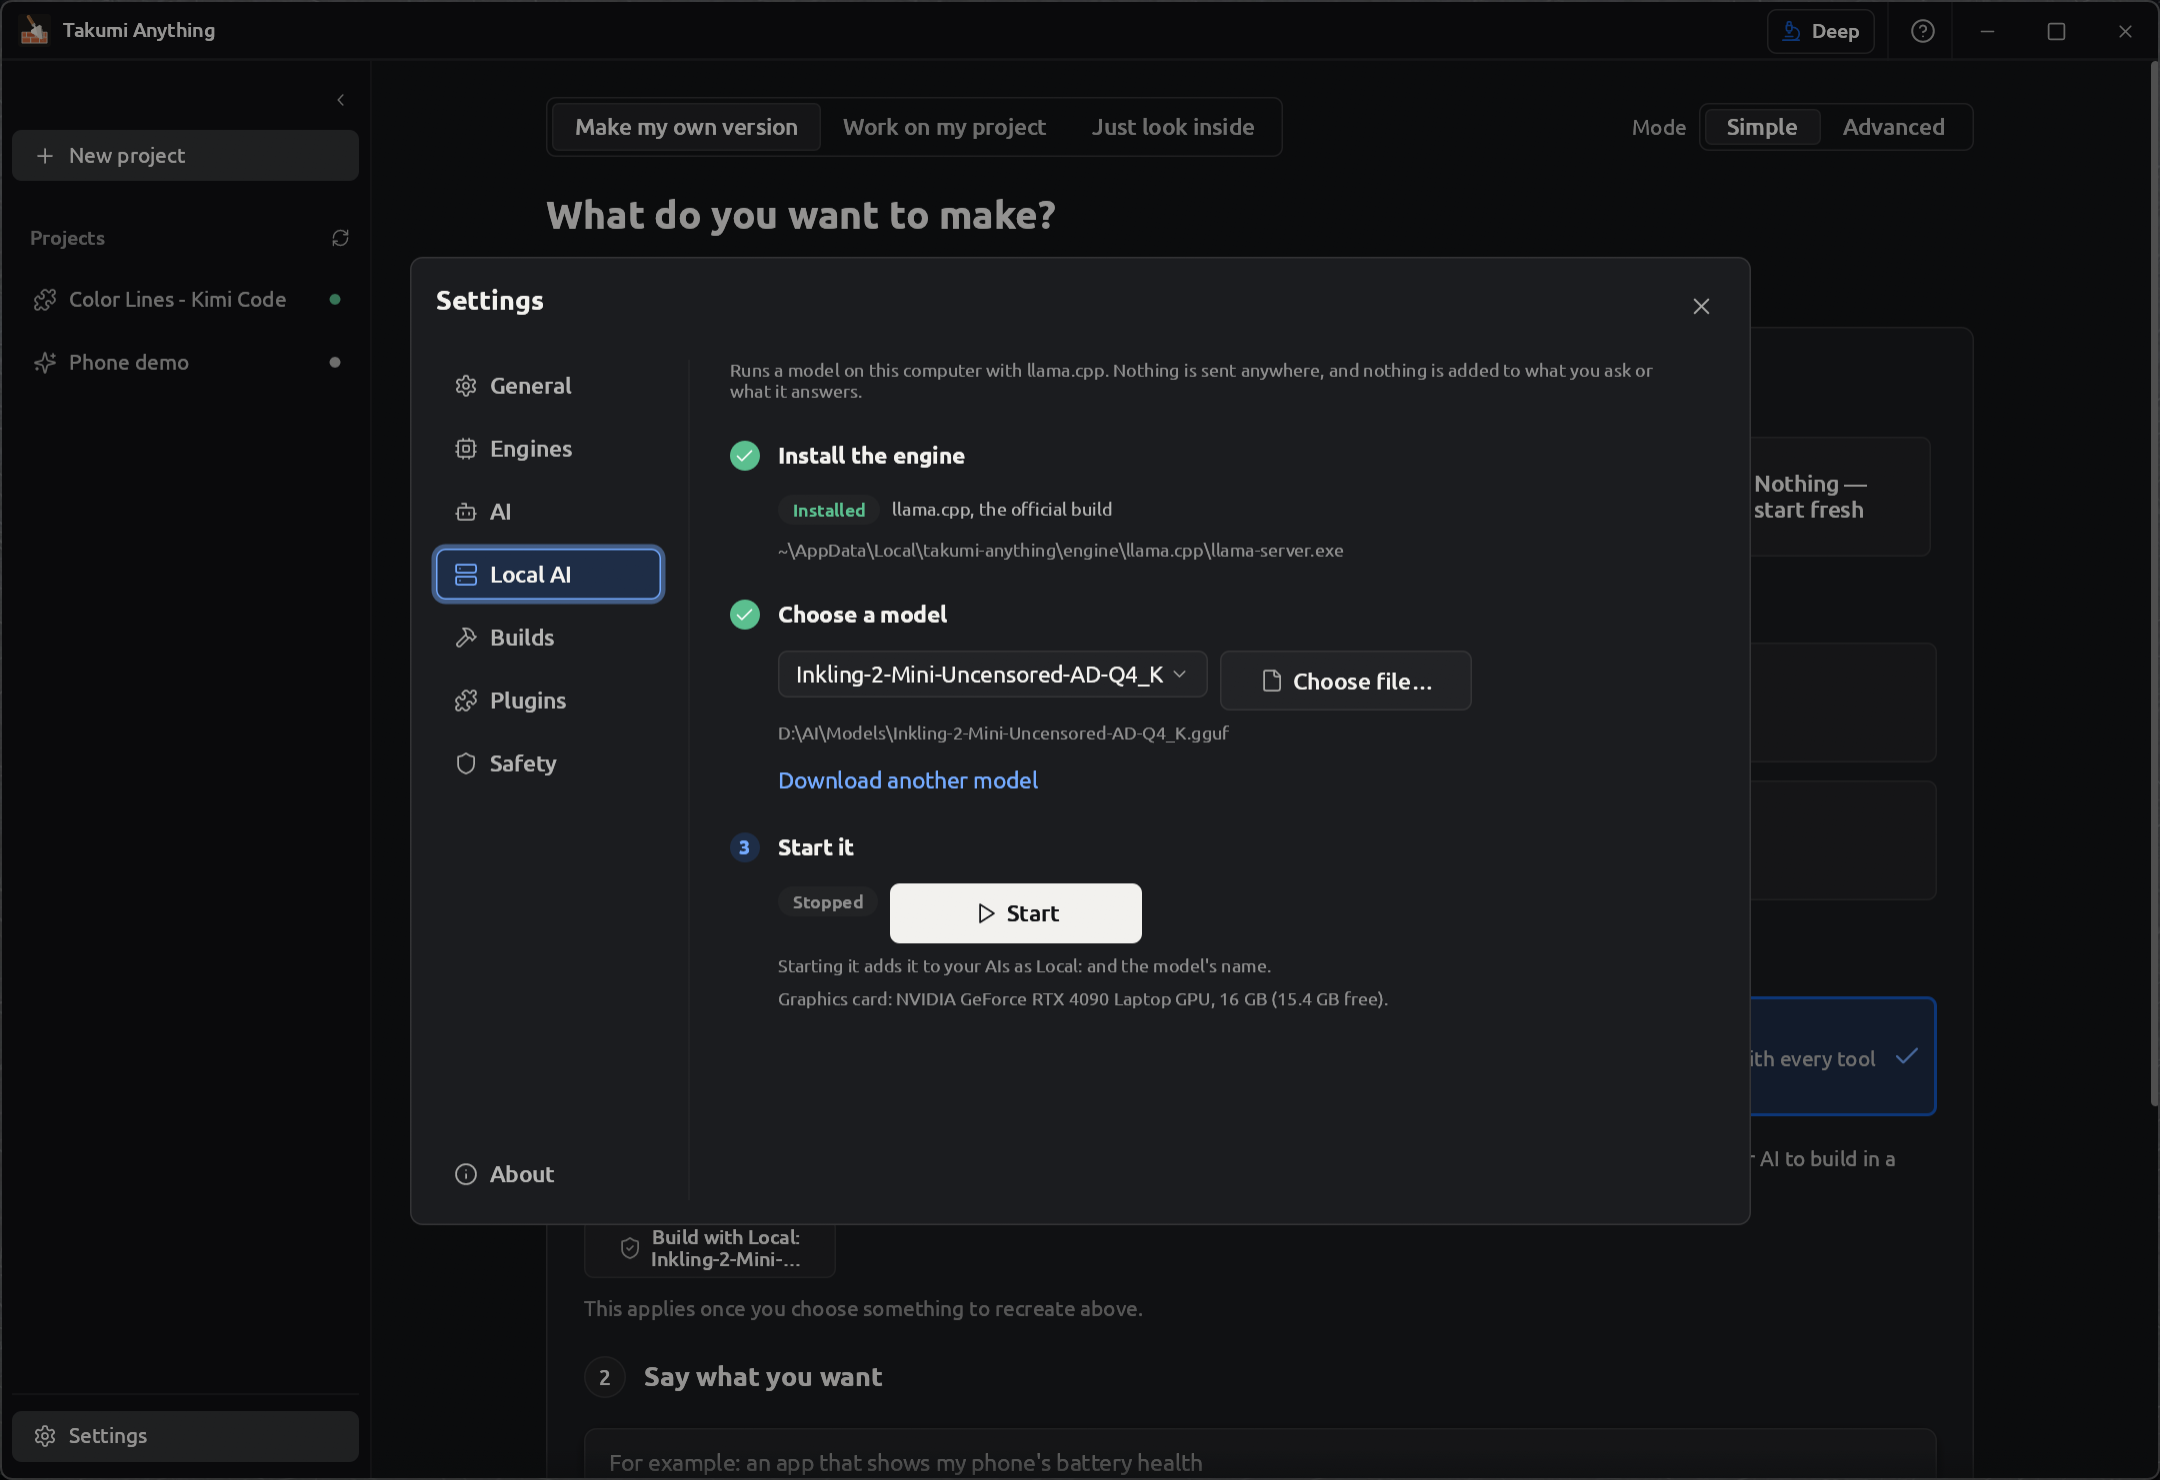 Takumi Anything
Deep
New project
Projects
Color Lines - Kimi Code
Phone demo
Settings
Make my own version
Work on my project
Just look inside
Mode
Simple
Advanced
What do you want to make?
Settings
General
Engines
AI
Local AI
Builds
Plugins
Safety
About
Runs a model on this computer with llama.cpp. Nothing is sent anywhere, and nothing is added to what you ask or
what it answers.
Install the engine
Installed
llama.cpp, the official build
~\AppData\Local\takumi-anything\engine\llama.cpp\llama-server.exe
Choose a model
Inkling-2-Mini-Uncensored-AD-Q4_K
Choose file...
D:\AI\Models\Inkling-2-Mini-Uncensored-AD-Q4_K.gguf
Download another model
3
Start it
Stopped
Start
Starting it adds it to your AIs as Local: and the model's name.
Graphics card: NVIDIA GeForce RTX 4090 Laptop GPU, 16 GB (15.4 GB free).
Nothing —
start fresh
every tool
AI to build in a
Build with Local:
Inkling-2-Mini-...
This applies once you choose something to recreate above.
2
Say what you want
For example: an app that shows my phone's battery health